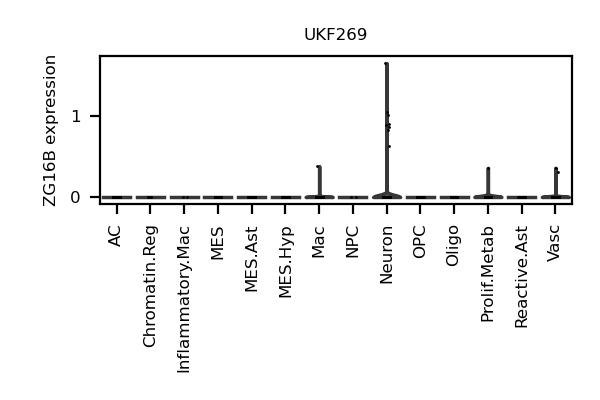 UKF269
ZG16B expression
1
0
AC
Chromatin.Reg
Inflammatory.Mac
MES
MES.Ast
MES.Hyp
Mac
NPC
Neuron
OPC
Oligo
Prolif.Metab
Reactive.Ast
Vasc